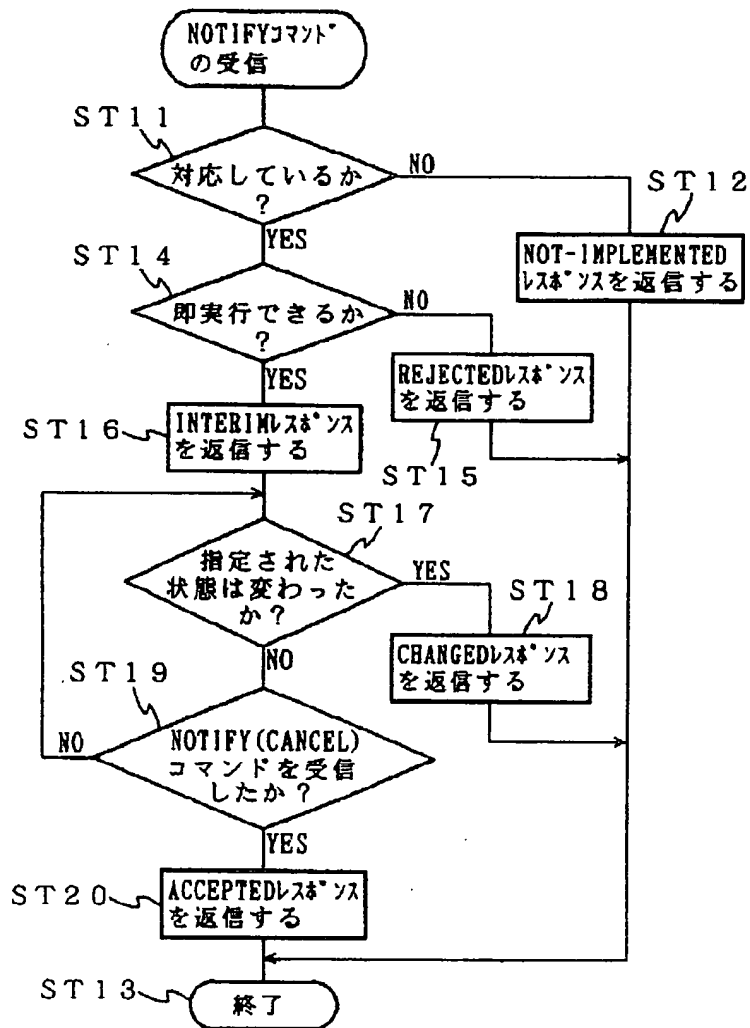 NOTIFYコマンド
の受信
ST11
対応しているか
?
NO
YES
ST12
NOT-IMPLEMENTED
レスポンスを返信する
ST14
即実行できるか
?
NO
YES
REJECTEDレスポンス
を返信する
ST15
ST16
INTERIMレスポンス
を返信する
ST17
指定された
状態は変わった
か?
YES
NO
ST18
CHANGEDレスポンス
を返信する
ST19
NOTIFY(CANCEL)
コマンドを受信
したか?
NO
YES
ST20
ACCEPTEDレスポンス
を返信する
ST13
終了